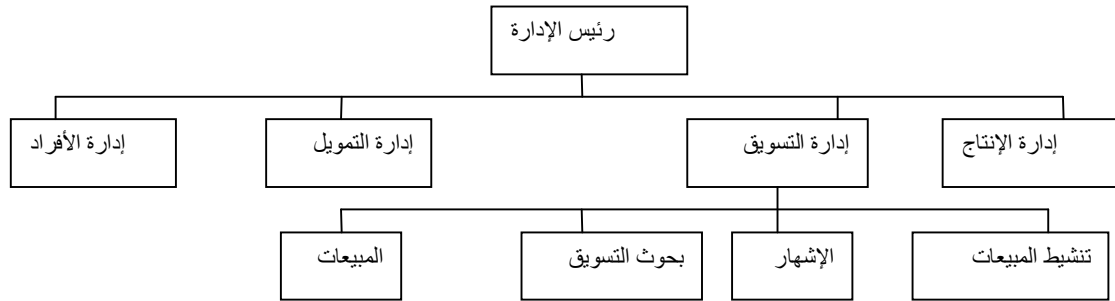 رئيس الإدارة
إدارة الإنتاج
إدارة التسويق
إدارة التمويل
إدارة الأفراد
تنشيط المبيعات
الإشهار
بحوث التسويق
المبيعات